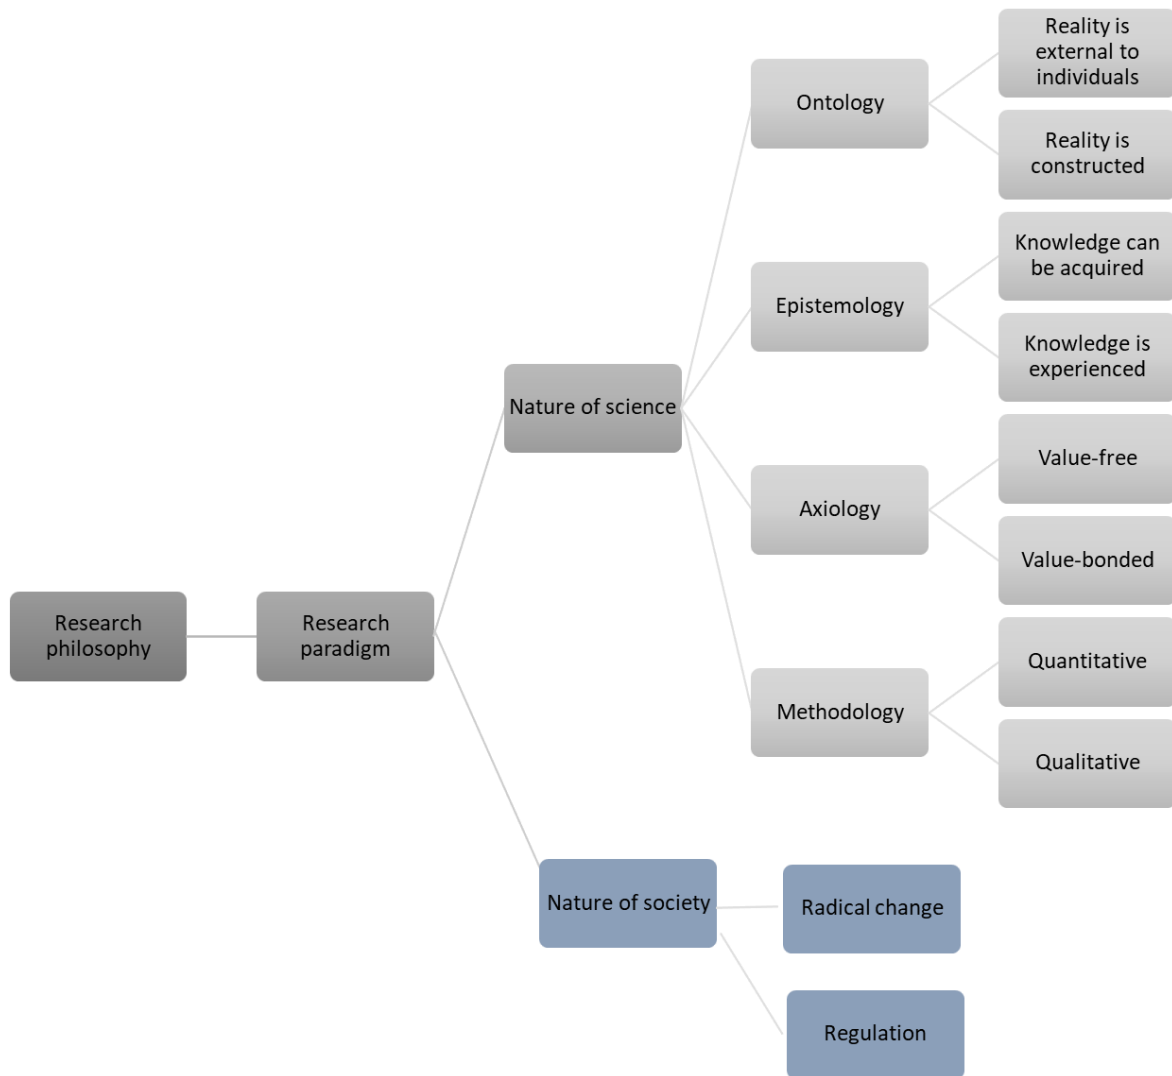 Research
philosophy
Research
paradigm
Nature of science
Ontology
Reality is
external to
individuals
Reality is
constructed
Epistemology
Knowledge can
be acquired
Knowledge is
experienced
Axiology
Value-free
Value-bonded
Methodology
Quantitative
Qualitative
Nature of society
Radical change
Regulation